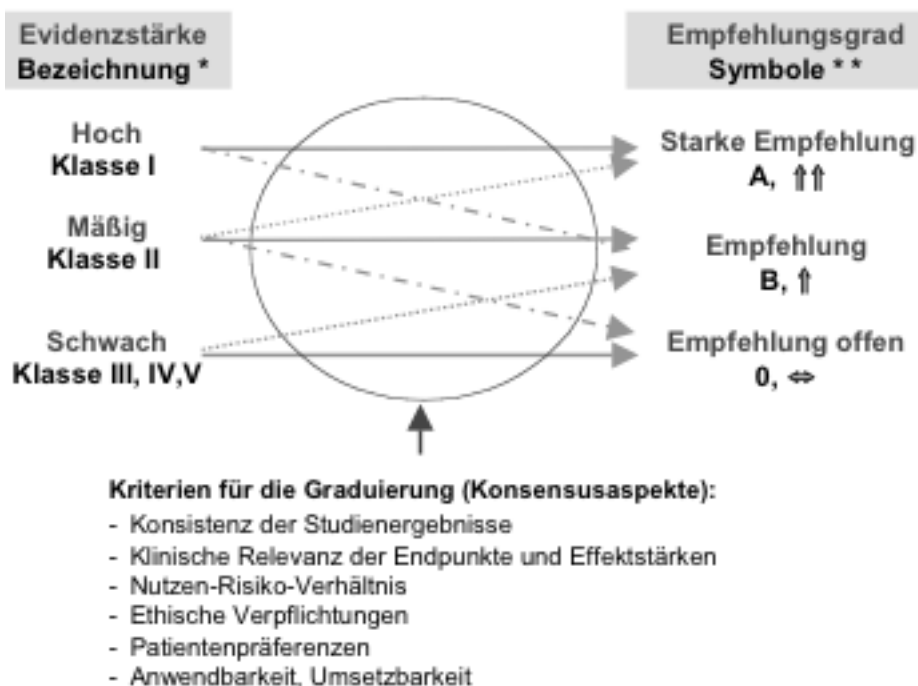 Evidenzstärke
Bezeichnung *
Empfehlungsgrad
Symbole * *
Hoch
Klasse I
Starke Empfehlung
A, ⇑⇑
Mäßig
Klasse II
Empfehlung
B, ⇑
Schwach
Klasse III, IV,V
Empfehlung offen
0, ⇔
Kriterien für die Graduierung (Konsensusaspekte):
- Konsistenz der Studienergebnisse
- Klinische Relevanz der Endpunkte und Effektstärken
- Nutzen-Risiko-Verhältnis
- Ethische Verpflichtungen
- Patientenpräferenzen
- Anwendbarkeit, Umsetzbarkeit